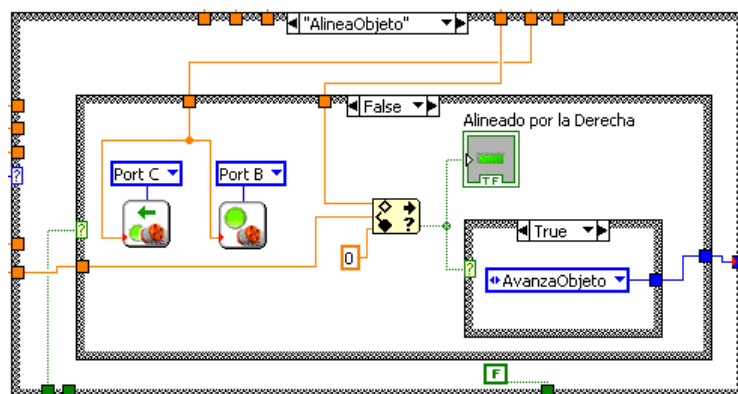 "AlineaObjeto"
False
Alineado por la Derecha
Port C
Port B
TF
?
?
?
0
True
?
AvanzaObjeto
F